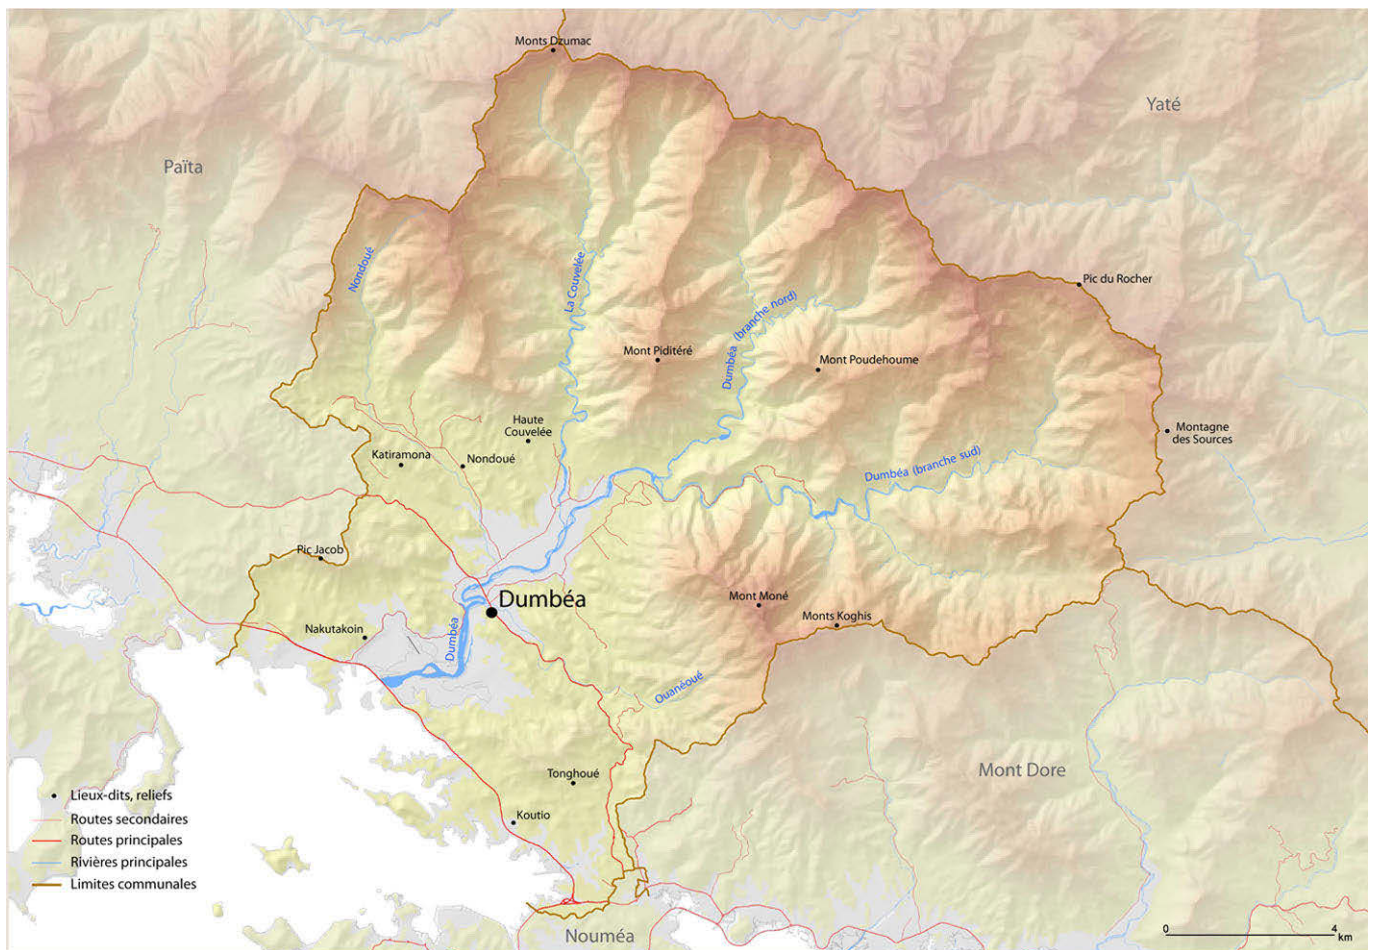 Monts Dzumac
Yaté
Païta
Nondoué
La Couvelée
Pic du Rocher
Dumbéa (branche nord)
Mont Piditéré
Mont Poudehoume
Haute
Couvelée
Montagne
des Sources
Katiramona
Nondoué
Dumbéa (branche sud)
Pic Jacob
Dumbéa
Mont Moné
Monts Koghis
Nakutakoin
Dumbéa
Ouanéoué
Mont Dore
Tonghoué
Koutio
Lieux-dits, reliefs
Routes secondaires
Routes principales
Rivières principales
Limites communales
Nouméa
0 4
km